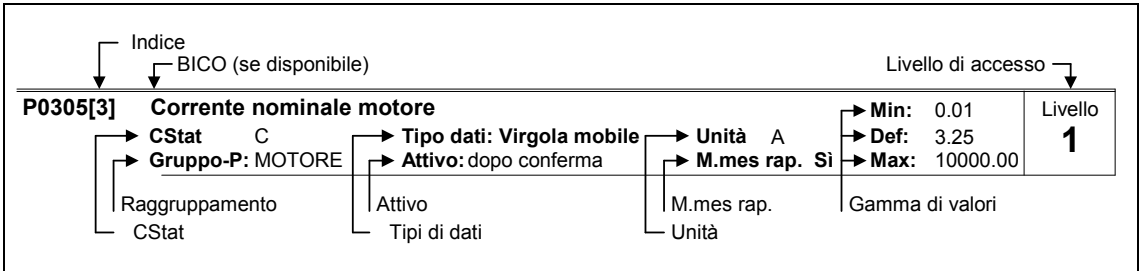 Indice
BICO (se disponibile) Livello di accesso
P0305[3] Corrente nominale motore Min: 0.01 Livello
CStat C Tipo dati: Virgola mobile Unità A Def: 3.25 1
Gruppo-P: MOTORE Attivo: dopo conferma M.mes rap. Sì Max: 10000.00
Raggruppamento Attivo M.mes rap. Gamma di valori
CStat Tipi di dati Unità